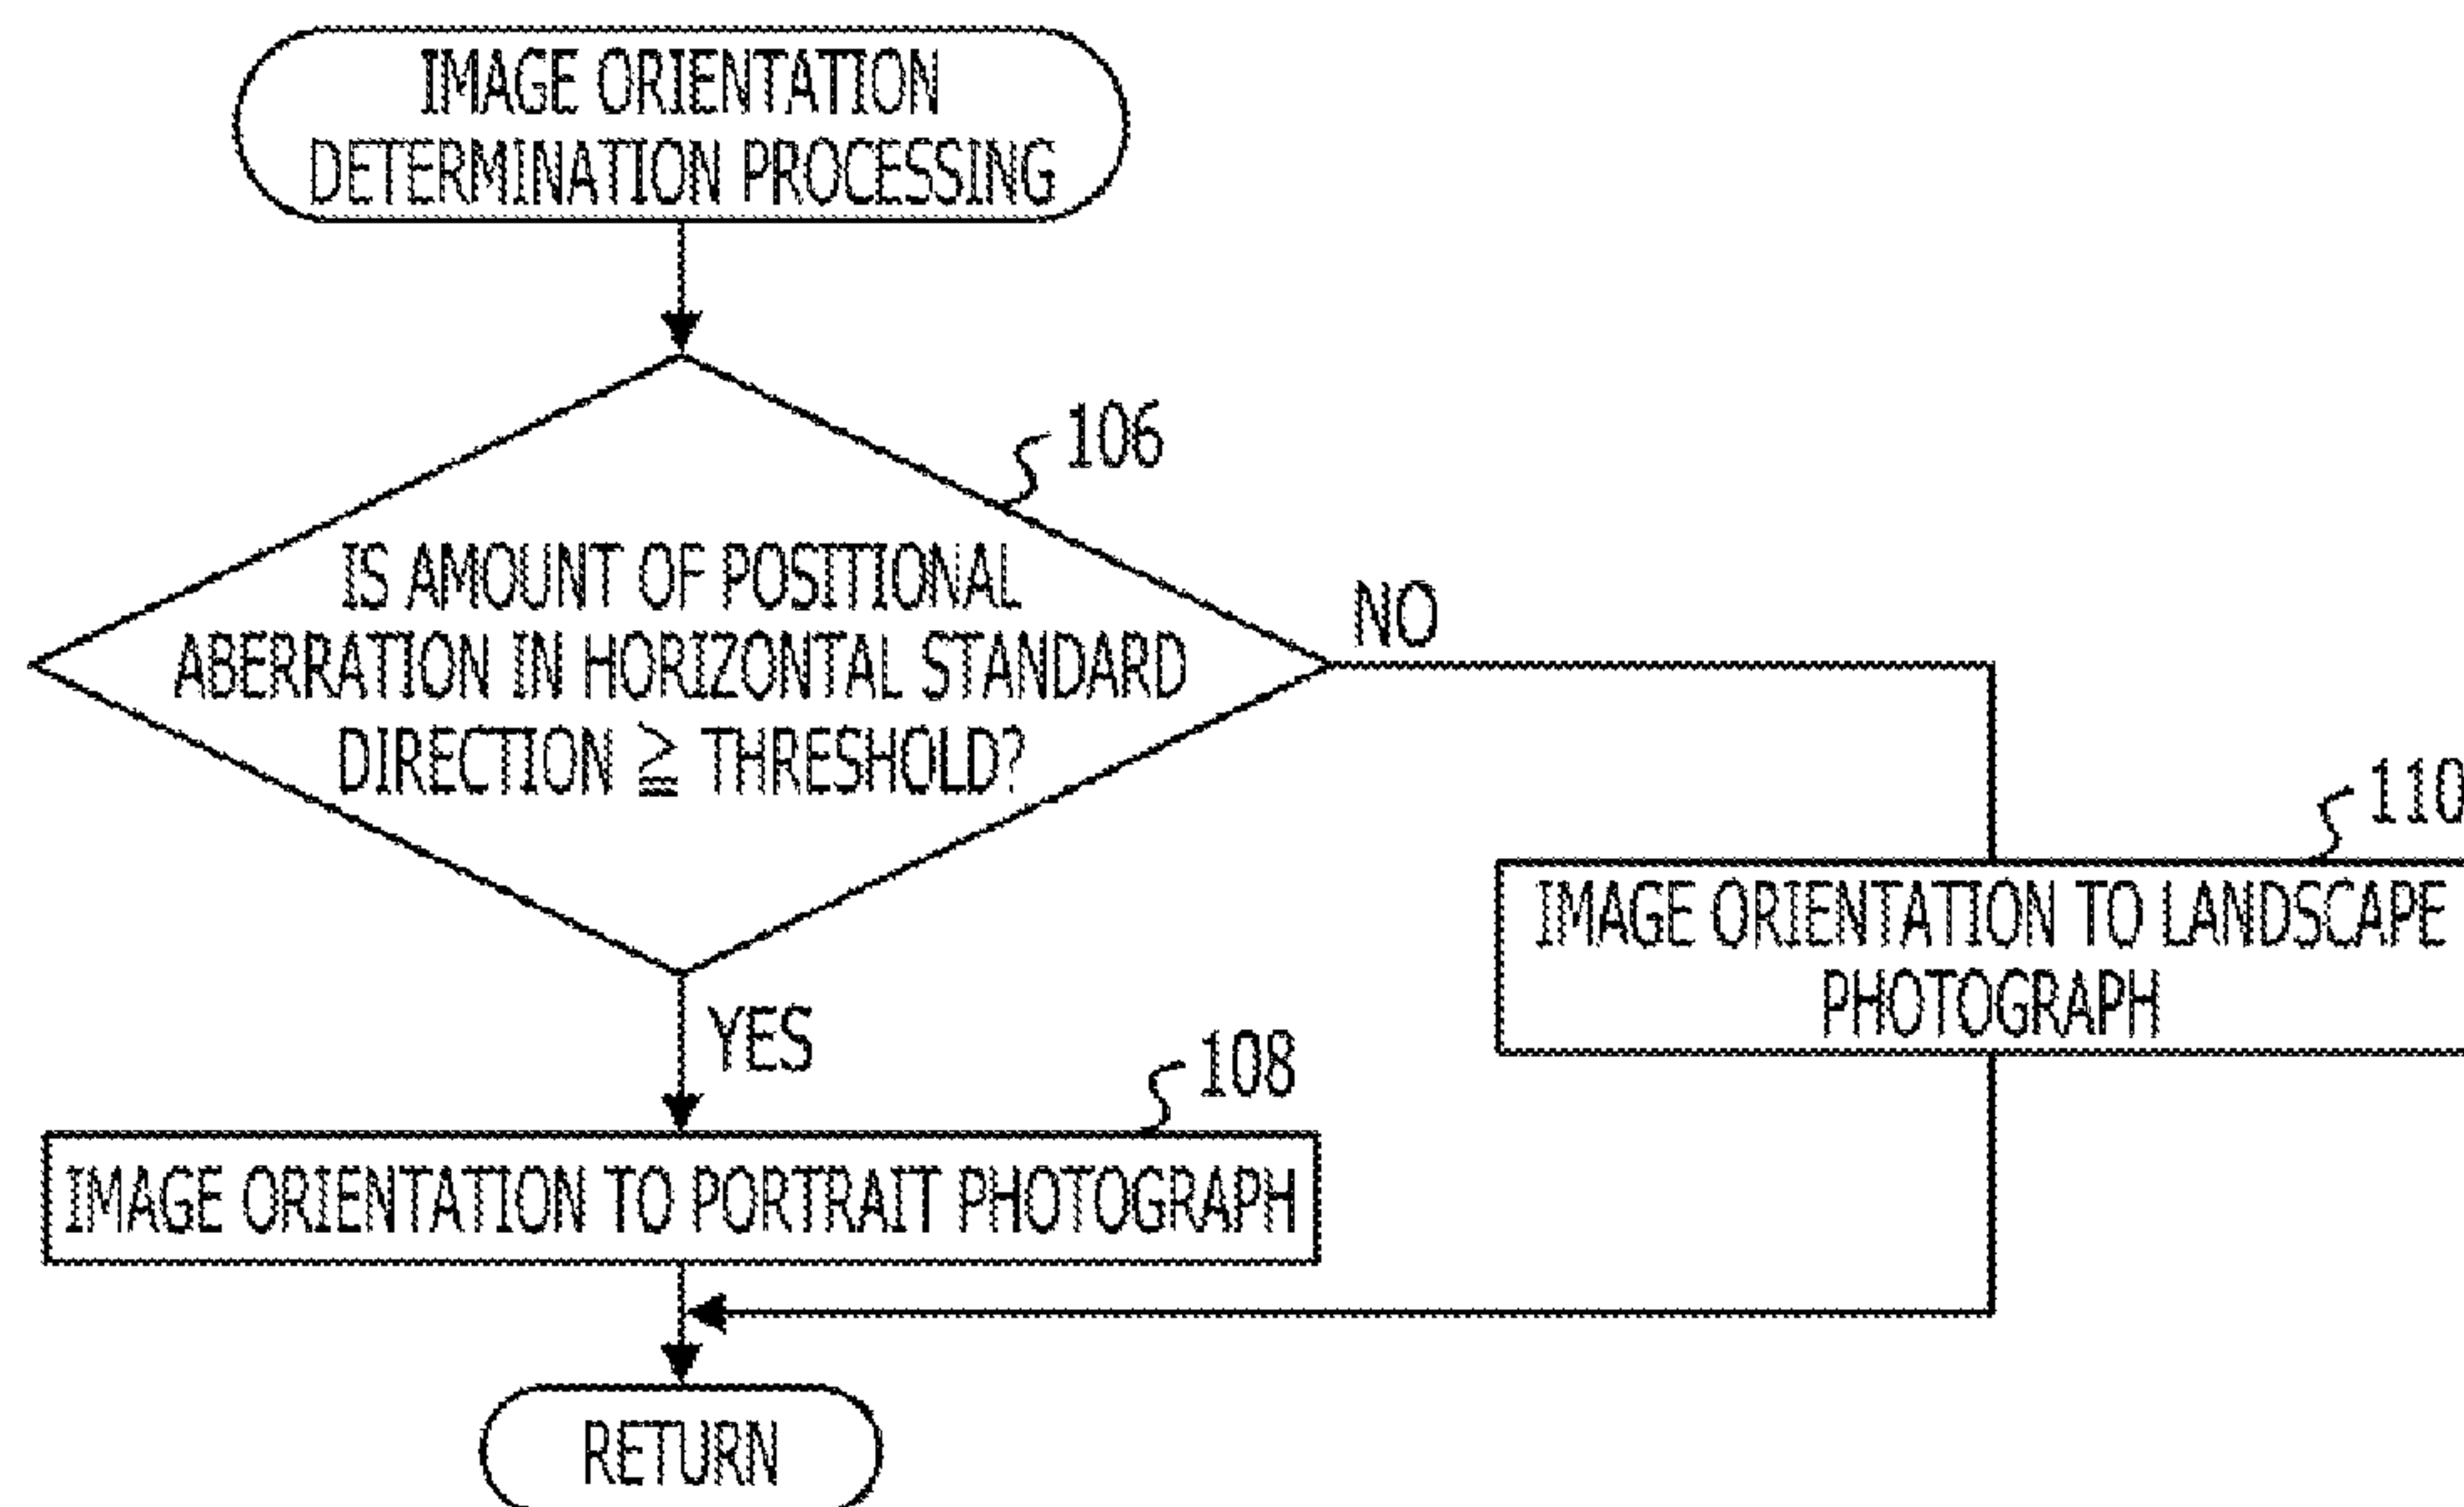 IMAGE ORIENTATION
DETERMINATION PROCESSING
106
IS AMOUNT OF POSITIONAL
ABERRATION IN HORIZONTAL STANDARD
DIRECTION ≧ THRESHOLD?
NO
110
IMAGE ORIENTATION TO LANDSCAPE
PHOTOGRAPH
YES
108
IMAGE ORIENTATION TO PORTRAIT PHOTOGRAPH
RETURN